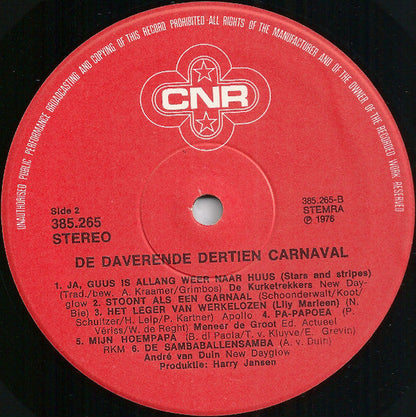 UNAUTHORISED PUBLIC PERFORMANCE BROADCASTING AND COPYING OF THIS RECORD PROHIBITED-ALL RIGHTS OF THE MANUFACTURER AND OF THE OWNER OF THE RECORDED WORK RESERVED
CNR
Side 2
385.265
STEREO
385.265-B
STEMRA
℗ 1976
DE DAVERENDE DERTIEN CARNAVAL
1. JA, GUUS IS ALLANG WEER NAAR HUUS (Stars and stripes)
(Trad./bew. A. Kraamer/Grimbos) De Kurketrekkers New Day-
glow 2. STOONT ALS EEN GARNAAL (Schoonderwalt/Koot/
Bie) 3. HET LEGER VAN WERKELOZEN (Lily Marleen) (N.
Schultzer/H. Leip/P. Kartner) Apollo 4. PA-PAPOEA (P.
Vèriss/W. de Reght) Meneer de Groot Ed. Actueel
5. MIJN HOEMPAPA (B. di Paola/T. v. Kluyve/E. Grevin)
RKM 6. DE SAMBABALLENSAMBA (A. v. Duin)
André van Duin New Dayglow
Produktie: Harry Jansen